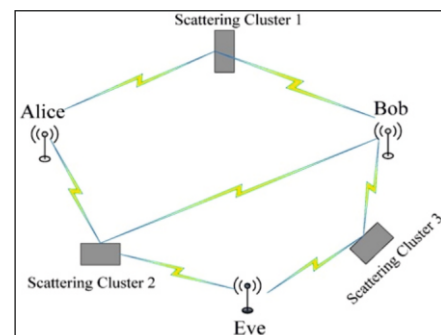 Scattering Cluster 1
Alice
Bob
Scattering Cluster 2
Scattering Cluster 3
Eve